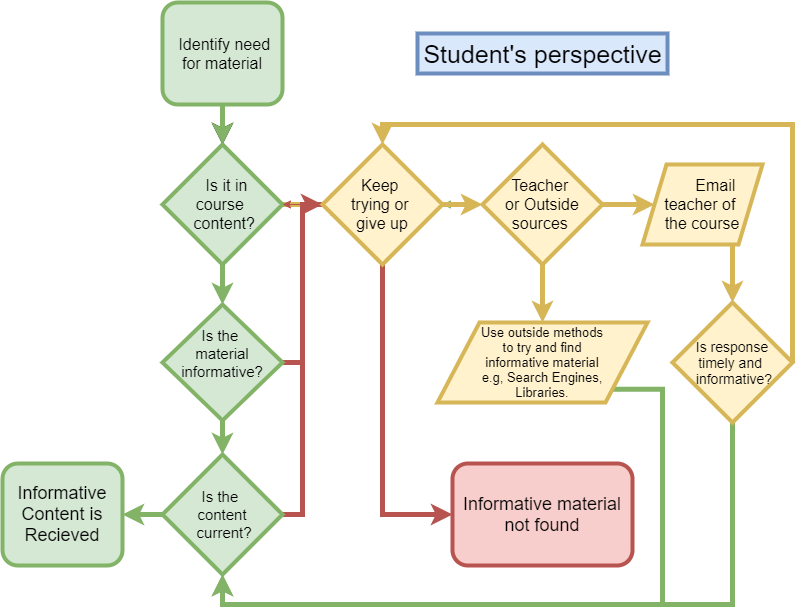 Identify need
for material
Student's perspective
Is it in
course
content?
Keep
trying or
give up
Teacher
or Outside
sources
Email
teacher of
the course
Is the
material
informative?
Use outside methods
to try and find
informative material
e.g, Search Engines,
Libraries.
Is response
timely and
informative?
Informative
Content is
Recieved
Is the
content
current?
Informative material
not found